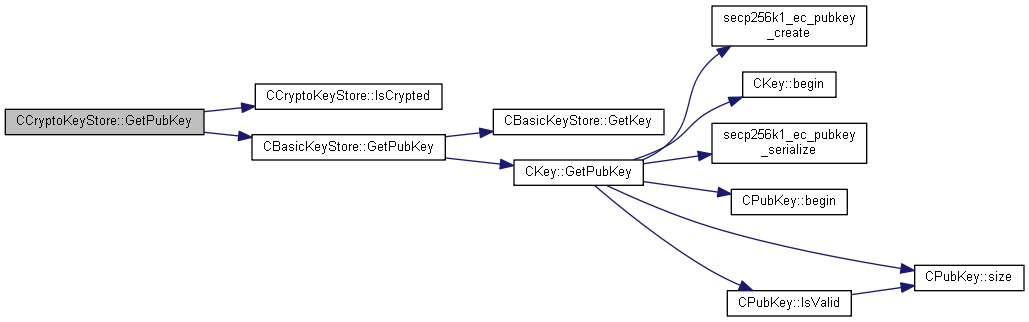 CCryptoKeyStore::GetPubKey
CCryptoKeyStore::IsCrypted
CBasicKeyStore::GetPubKey
CBasicKeyStore::GetKey
CKey::GetPubKey
secp256k1_ec_pubkey
_create
CKey::begin
secp256k1_ec_pubkey
_serialize
CPubKey::begin
CPubKey::size
CPubKey::IsValid